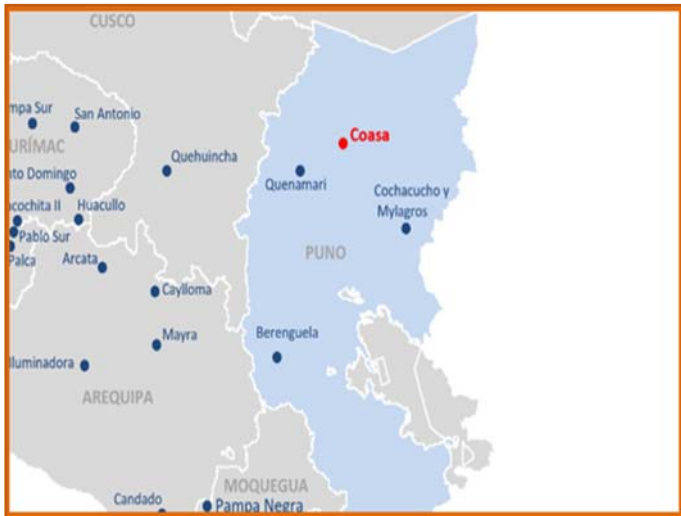 CUSCO
mpa Sur
San Antonio
Coasa
URÍMAC
Quehuincha
nto Domingo
Quenamari
Cochacucho y
Mylagros
cochita II
Huacullo
Pablo Sur
Palca
Arcata
PUNO
Caylloma
Mayra
Berenguela
Iluminadora
AREQUIPA
MOQUEGUA
Candado
Pampa Negra